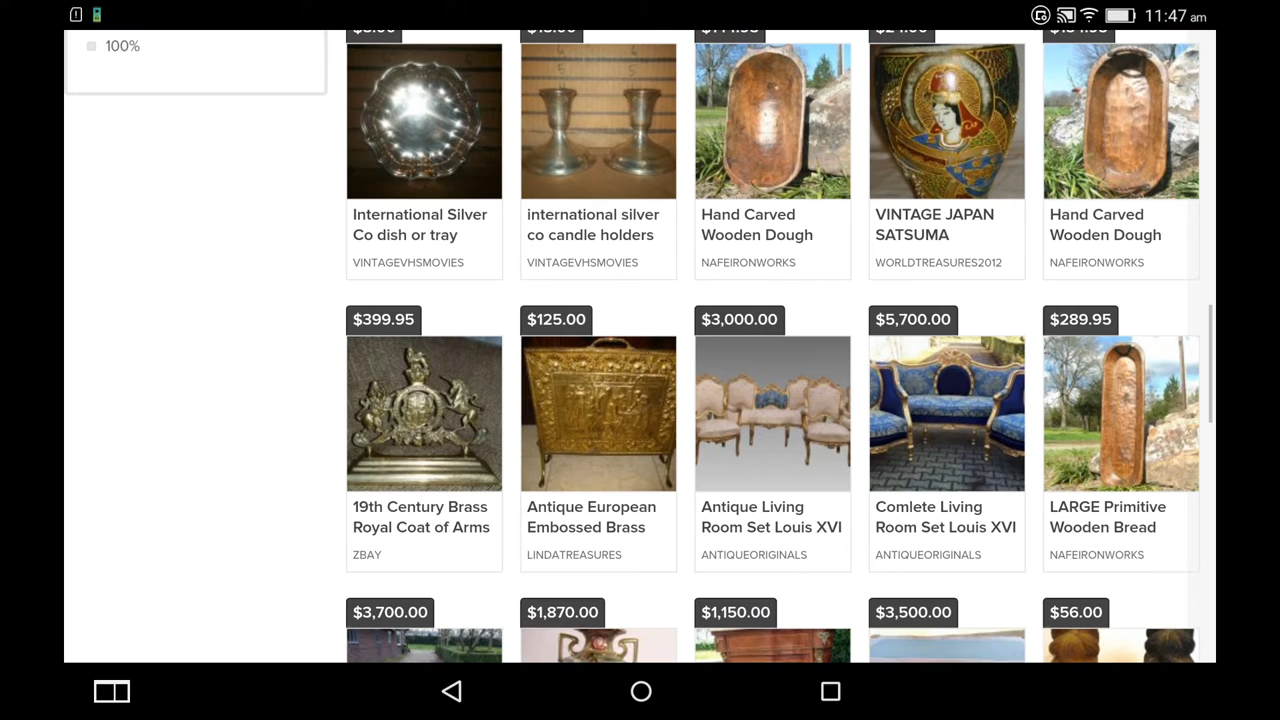 11:47 am
100%
International Silver
Co dish or tray
VINTAGEVHSMOVIES
international silver
co candle holders
VINTAGEVHSMOVIES
Hand Carved
Wooden Dough
NAFEIRONWORKS
VINTAGE JAPAN
SATSUMA
WORLDTREASURES2012
Hand Carved
Wooden Dough
NAFEIRONWORKS
$399.95
19th Century Brass
Royal Coat of Arms
ZBAY
$125.00
Antique European
Embossed Brass
LINDATREASURES
$3,000.00
Antique Living
Room Set Louis XVI
ANTIQUEORIGINALS
$5,700.00
Comlete Living
Room Set Louis XVI
ANTIQUEORIGINALS
$289.95
LARGE Primitive
Wooden Bread
NAFEIRONWORKS
$3,700.00
$1,870.00
$1,150.00
$3,500.00
$56.00